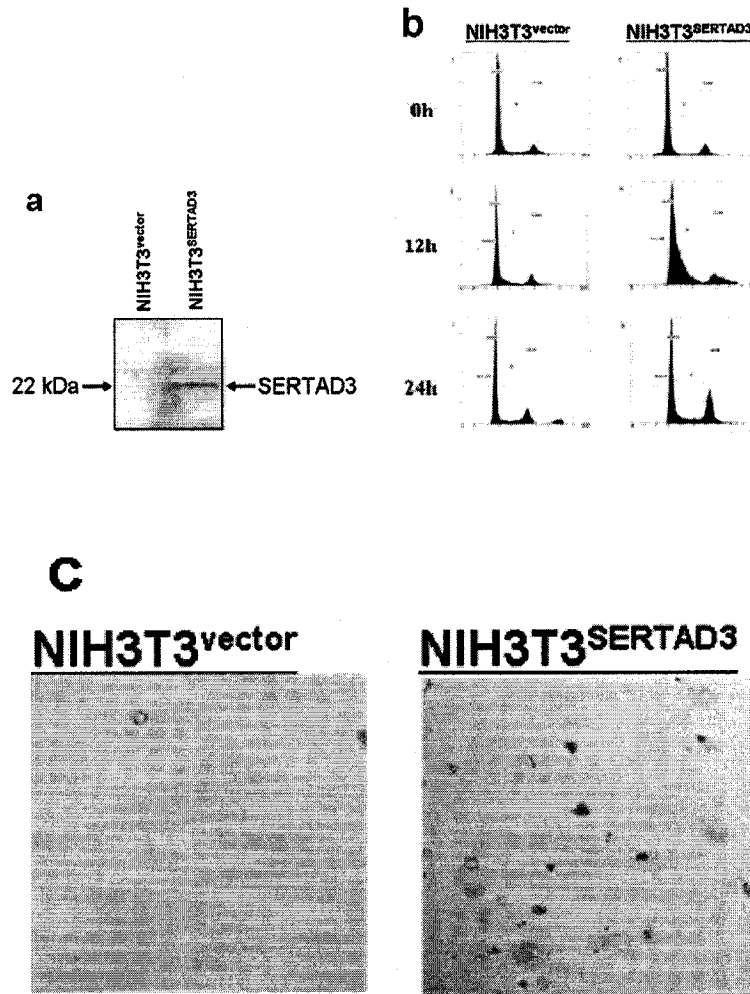 b
NIH3T3vector NIH3T3SERTAD3
0h
12h
24h
a
NIH3T3vector
NIH3T3SERTAD3
22 kDa
SERTAD3
c
NIH3T3vector
NIH3T3SERTAD3